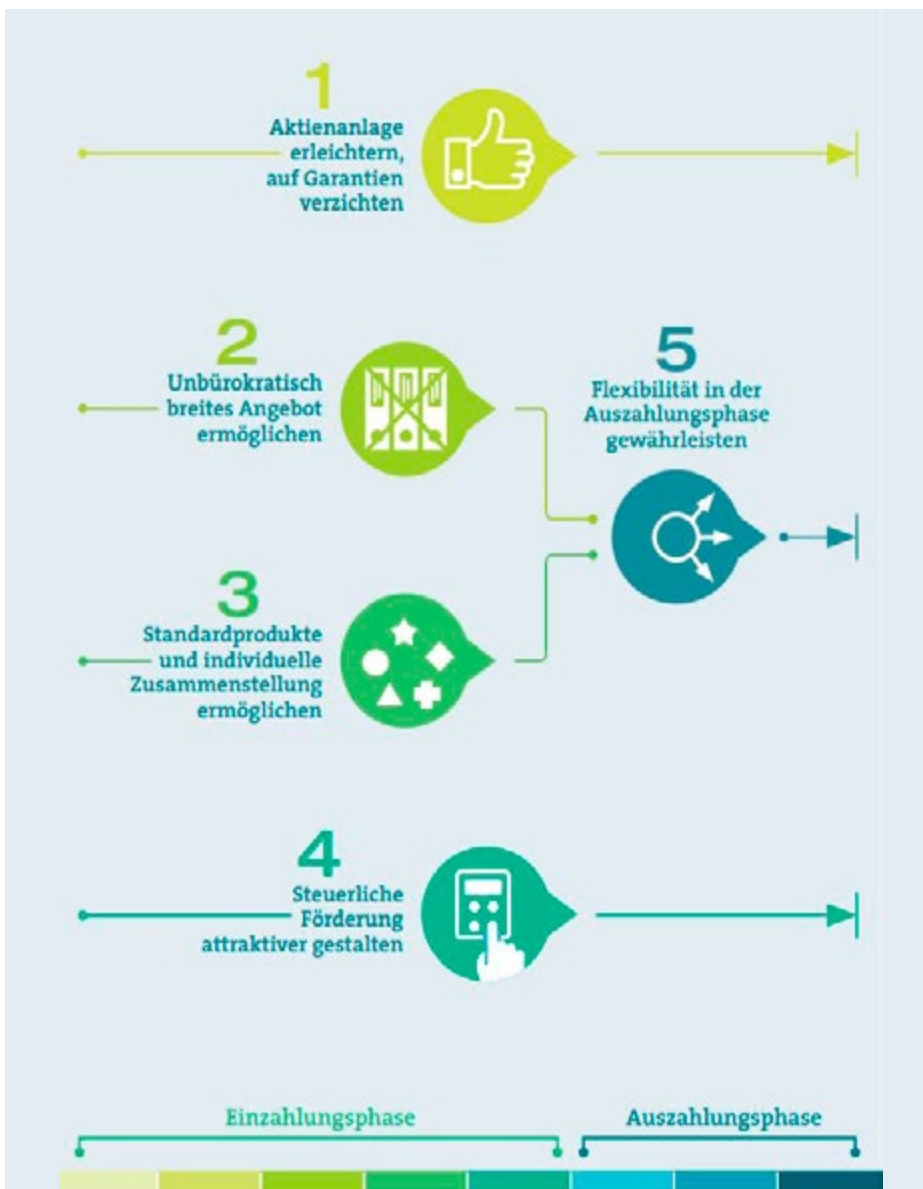 1
Aktienanlage
erleichtern,
auf Garantien
verzichten
2
Unbürokratisch
breites Angebot
ermöglichen
5
Flexibilität in der
Auszahlungsphase
gewährleisten
3
Standardprodukte
und individuelle
Zusammenstellung
ermöglichen
4
Steuerliche
Förderung
attraktiver gestalten
Einzahlungsphase
Auszahlungsphase